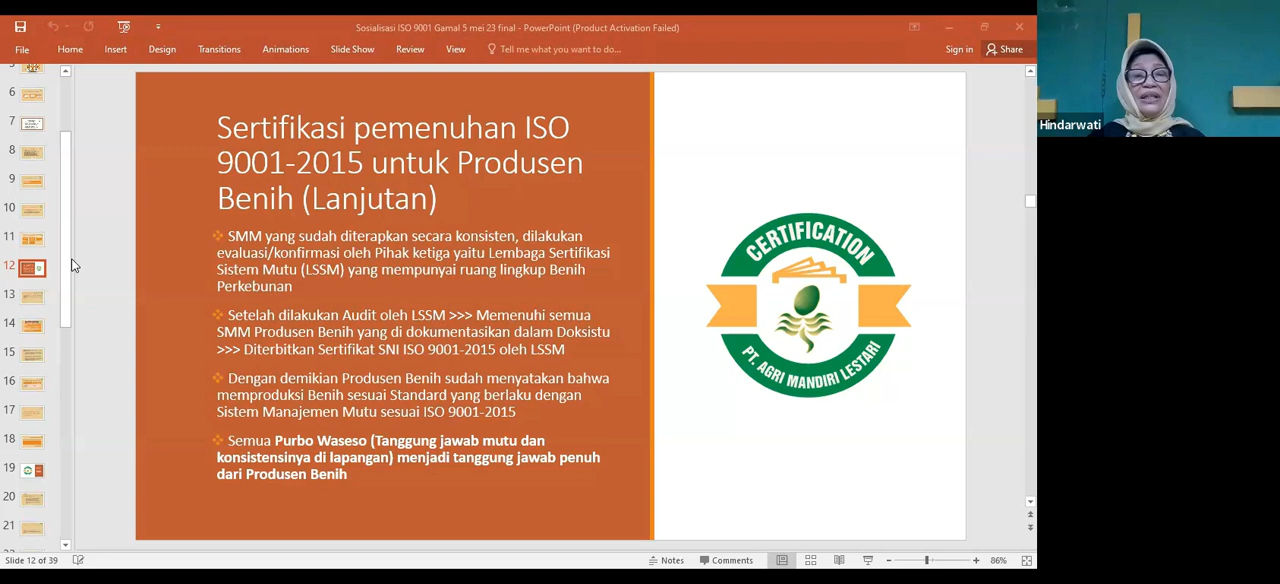 Sosialisasi ISO 9001 Gamal 5 mei 23 final - PowerPoint (Product Activation Failed)
File Home Insert Design Transitions Animations Slide Show Review View Tell me what you want to do... Sign in Share
Hindarwati
5
6
7
8
9
10
11
12
13
14
15
16
17
18
19
20
21
Sertifikasi pemenuhan ISO
9001-2015 untuk Produsen
Benih (Lanjutan)
SMM yang sudah diterapkan secara konsisten, dilakukan
evaluasi/konfirmasi oleh Pihak ketiga yaitu Lembaga Sertifikasi
Sistem Mutu (LSSM) yang mempunyai ruang lingkup Benih
Perkebunan
Setelah dilakukan Audit oleh LSSM >>> Memenuhi semua
SMM Produsen Benih yang di dokumentasikan dalam Doksistu
>>> Diterbitkan Sertifikat SNI ISO 9001-2015 oleh LSSM
Dengan demikian Produsen Benih sudah menyatakan bahwa
memproduksi Benih sesuai Standard yang berlaku dengan
Sistem Manajemen Mutu sesuai ISO 9001-2015
Semua Purbo Waseso (Tanggung jawab mutu dan
konsistensinya di lapangan) menjadi tanggung jawab penuh
dari Produsen Benih
CERTIFICATION
PT. AGRI MANDIRI LESTARI
Slide 12 of 39 Notes Comments 86%